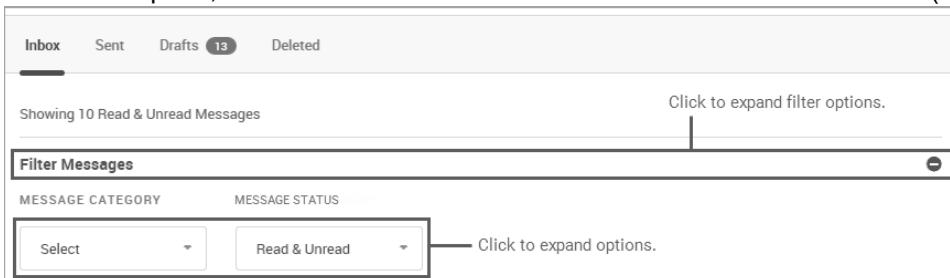 Inbox Sent Drafts 13 Deleted
Showing 10 Read & Unread Messages
Click to expand filter options.
Filter Messages
MESSAGE CATEGORY MESSAGE STATUS
Select Read & Unread Click to expand options.